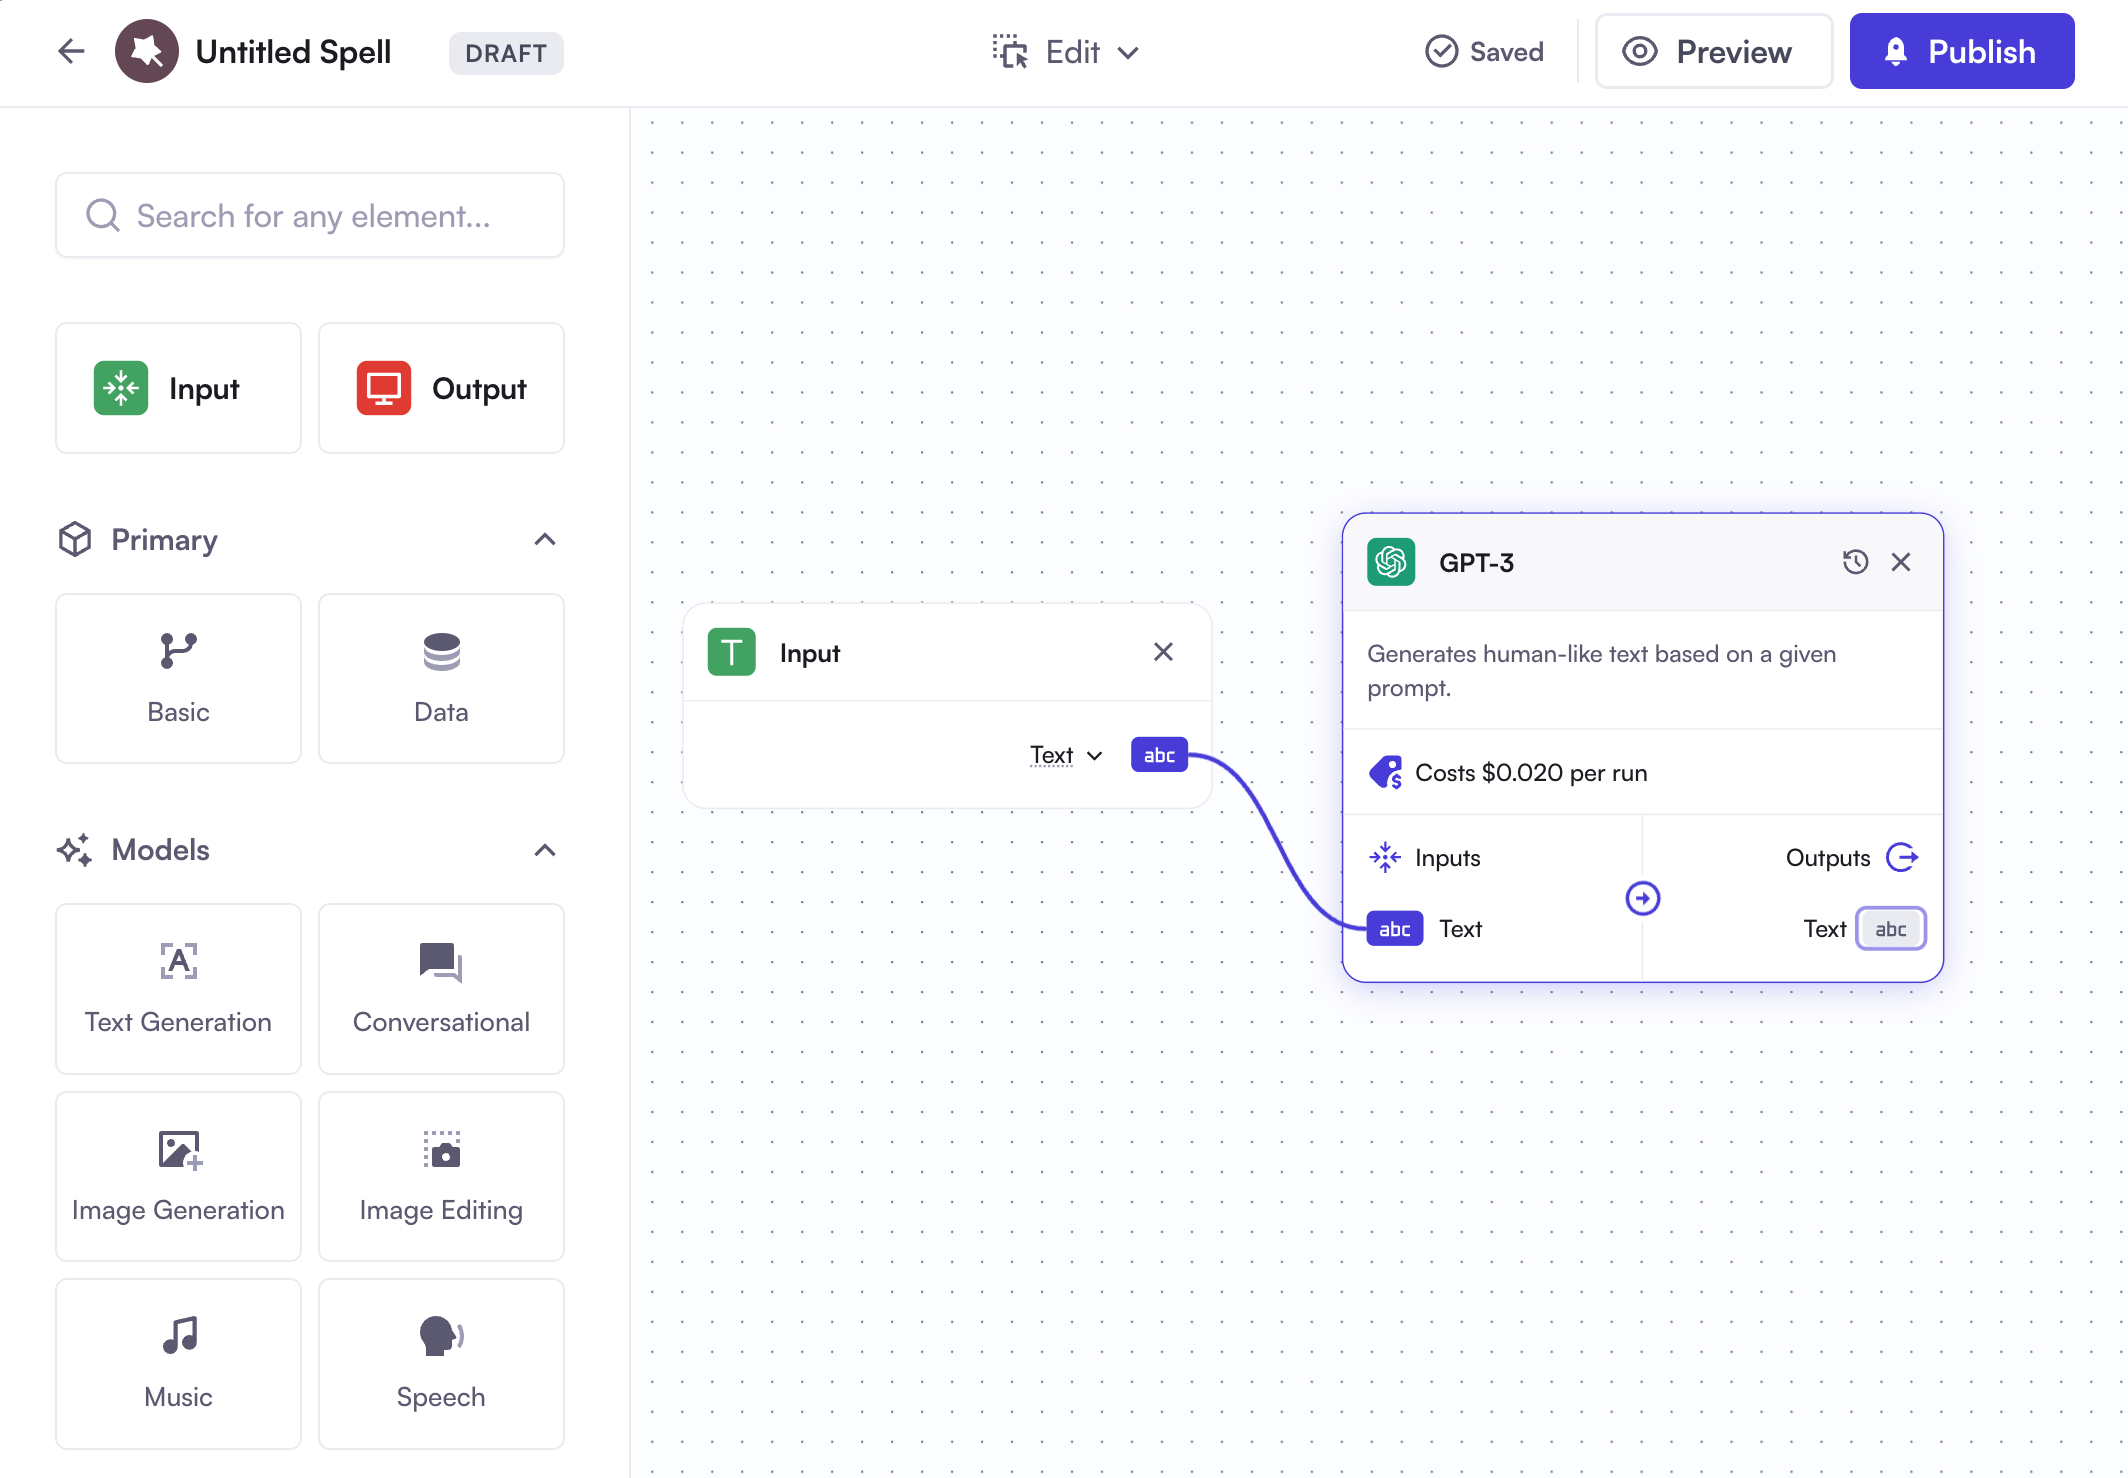 Untitled Spell
DRAFT
Edit
Saved
Preview
Publish
Search for any element...
Input
Output
Primary
Basic
Data
Models
A
Text Generation
Conversational
Image Generation
Image Editing
Music
Speech
T
Input
Text
abc
GPT-3
Generates human-like text based on a given
prompt.
$
Costs $0.020 per run
Inputs
Outputs
abc
Text
Text
abc